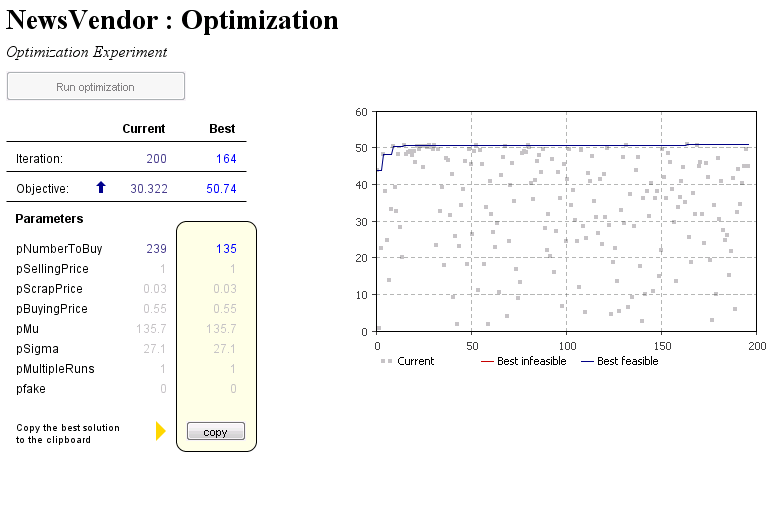 NewsVendor : Optimization
Optimization Experiment
Run optimization
Current Best
Iteration: 200 164
Objective: 30.322 50.74
Parameters
pNumberToBuy 239 135
pSellingPrice 1 1
pScrapPrice 0.03 0.03
pBuyingPrice 0.55 0.55
pMu 135.7 135.7
pSigma 27.1 27.1
pMultipleRuns 1 1
pfake 0 0
Copy the best solution
to the clipboard
copy
60
50
40
30
20
10
0
0 50 100 150 200
Current Best infeasible Best feasible